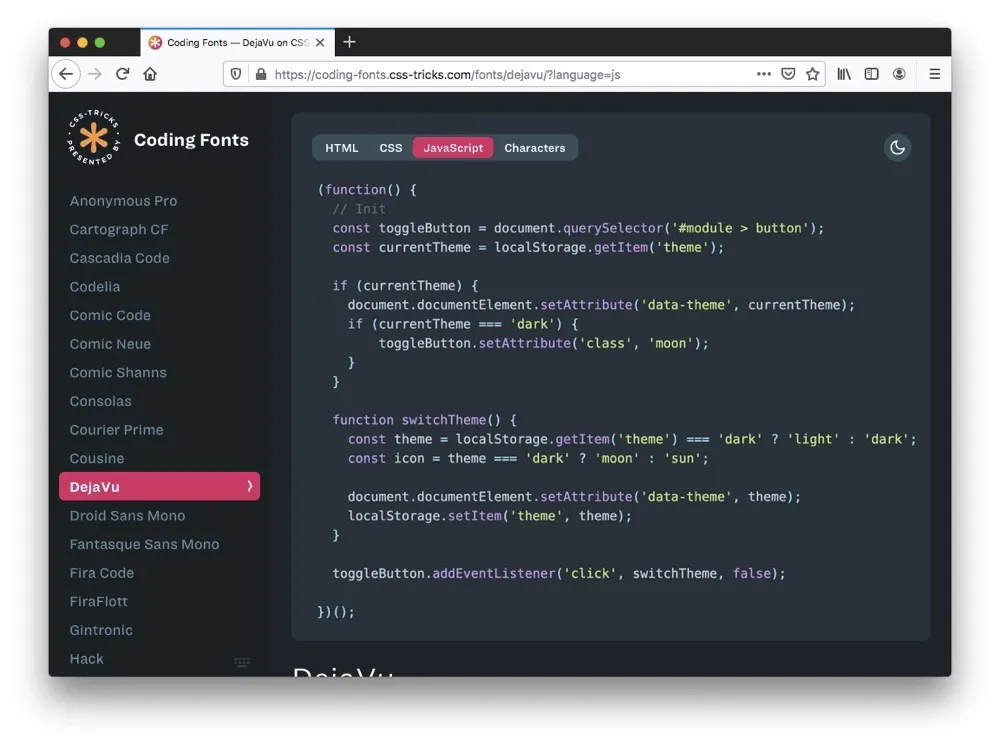 Coding Fonts — DejaVu on CSS
https://coding-fonts.css-tricks.com/fonts/dejavu/?language=js
CSS-TRICKS
PRESENTED BY
Coding Fonts
Anonymous Pro
Cartograph CF
Cascadia Code
Codelia
Comic Code
Comic Neue
Comic Shanns
Consolas
Courier Prime
Cousine
DejaVu
Droid Sans Mono
Fantasque Sans Mono
Fira Code
FiraFlott
Gintronic
Hack
HTML CSS JavaScript Characters
(function() {
  // Init
  const toggleButton = document.querySelector('#module > button');
  const currentTheme = localStorage.getItem('theme');

  if (currentTheme) {
    document.documentElement.setAttribute('data-theme', currentTheme);
    if (currentTheme === 'dark') {
        toggleButton.setAttribute('class', 'moon');
    }
  }

  function switchTheme() {
    const theme = localStorage.getItem('theme') === 'dark' ? 'light' : 'dark';
    const icon = theme === 'dark' ? 'moon' : 'sun';

    document.documentElement.setAttribute('data-theme', theme);
    localStorage.setItem('theme', theme);
  }

  toggleButton.addEventListener('click', switchTheme, false);

})();
DejaVu